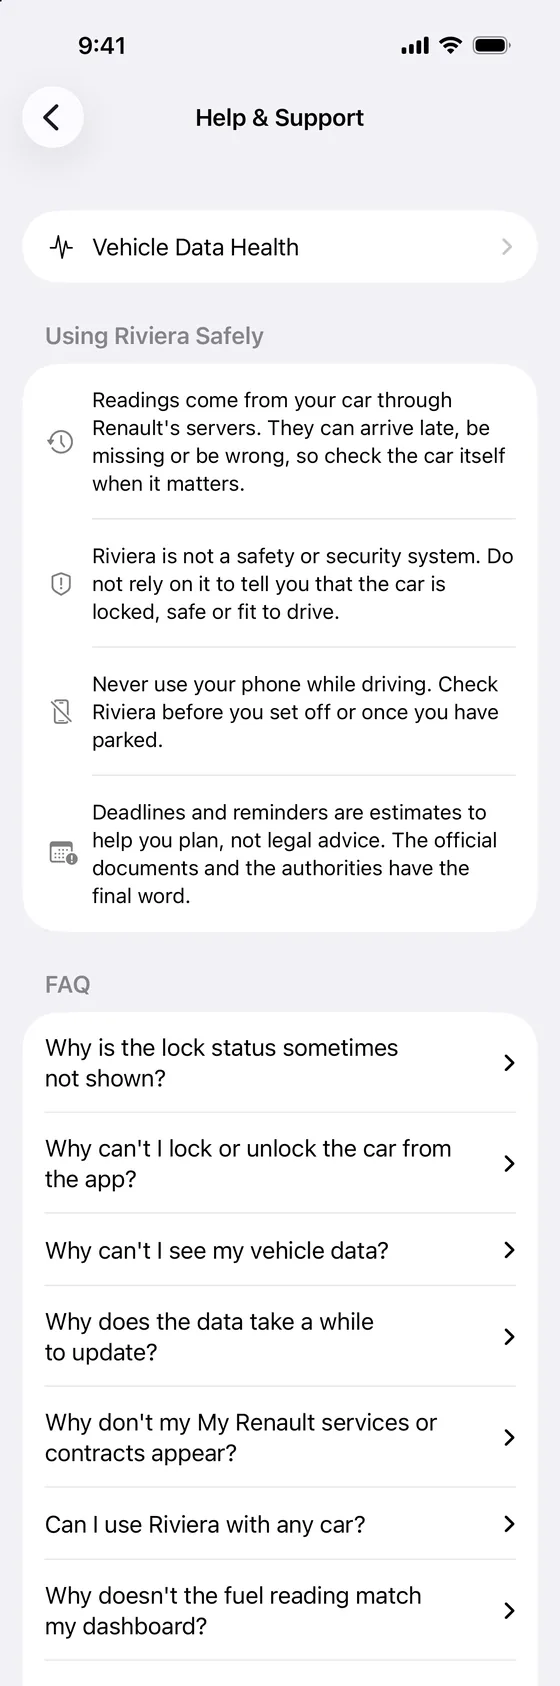 9:41
Help & Support
Vehicle Data Health
Using Riviera Safely
Readings come from your car through
Renault's servers. They can arrive late, be
missing or be wrong, so check the car itself
when it matters.
Riviera is not a safety or security system. Do
not rely on it to tell you that the car is
locked, safe or fit to drive.
Never use your phone while driving. Check
Riviera before you set off or once you have
parked.
Deadlines and reminders are estimates to
help you plan, not legal advice. The official
documents and the authorities have the
final word.
FAQ
Why is the lock status sometimes
not shown?
Why can't I lock or unlock the car from
the app?
Why can't I see my vehicle data?
Why does the data take a while
to update?
Why don't my My Renault services or
contracts appear?
Can I use Riviera with any car?
Why doesn't the fuel reading match
my dashboard?